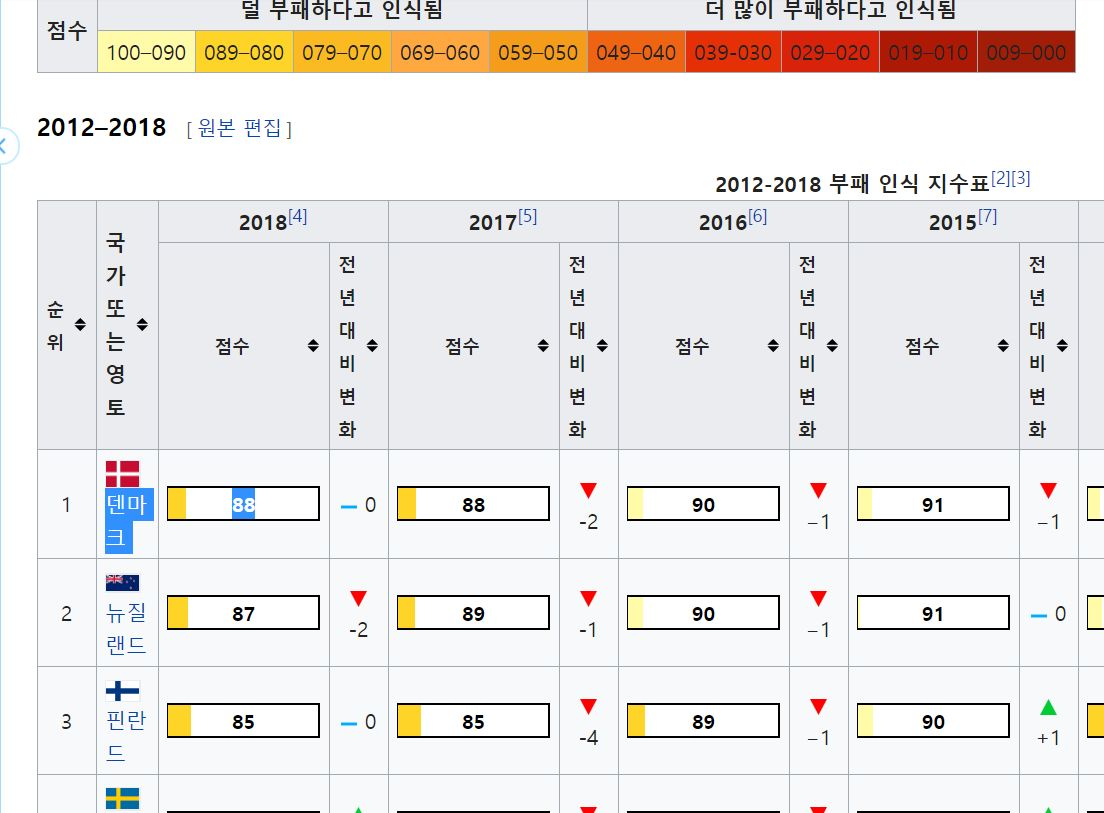 덜 부패하다고 인식됨 더 많이 부패하다고 인식됨
점수
100–090 089–080 079–070 069–060 059–050 049–040 039-030 029–020 019–010 009–000
2012–2018 [ 원본 편집 ]
2012-2018 부패 인식 지수표[2][3]
순위
국가 또는 영토
2018[4] 2017[5] 2016[6] 2015[7]
점수 전년 대비 변화 점수 전년 대비 변화 점수 전년 대비 변화 점수 전년 대비 변화
1 덴마크 88 0 88 -2 90 –1 91 –1
2 뉴질랜드 87 -2 89 -1 90 –1 91 0
3 핀란드 85 0 85 -4 89 –1 90 +1